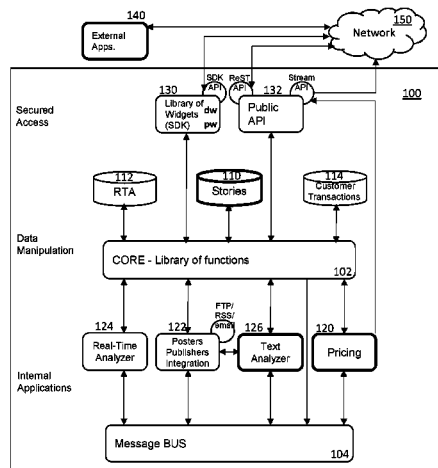 140
External
Apps.
150
Network
100
Secured
Access
130
SDK
API
Library of
Widgets
(SDK)
dw
pw
ReST
API
132
Public
API
Stream
API
112
RTA
110
Stories
114
Customer
Transactions
Data
Manipulation
CORE - Library of functions
102
124
Real-Time
Analyzer
122
Posters
Publishers
Integration
FTP/
RSS/
email
126
Text
Analyzer
120
Pricing
Internal
Applications
Message BUS
104